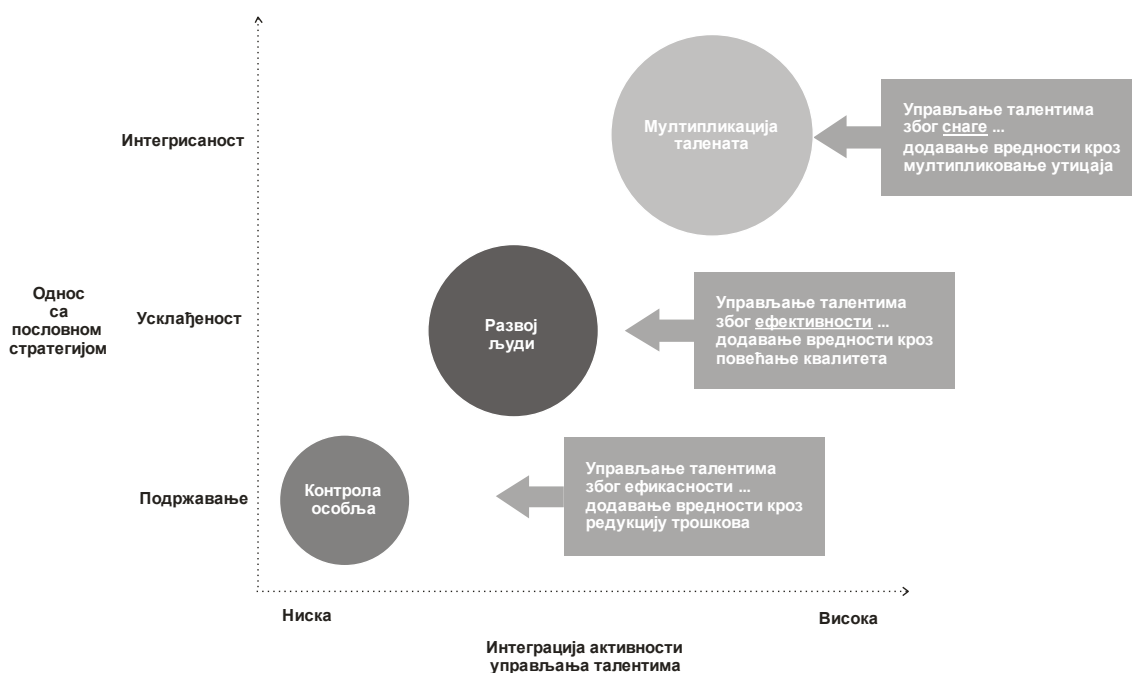 Интегрисаност
Мултипликација
талената
Управљање талентима
због снаге ...
додавање вредности кроз
мултипликовање утицаја
Однос
са
пословном
стратегијом
Усклађеност
Развој
људи
Управљање талентима
због ефективности ...
додавање вредности кроз
повећање квалитета
Подржавање
Контрола
особља
Управљање талентима
због ефикасности ...
додавање вредности кроз
редукцију трошкова
Ниска
Висока
Интеграција активности
управљања талентима